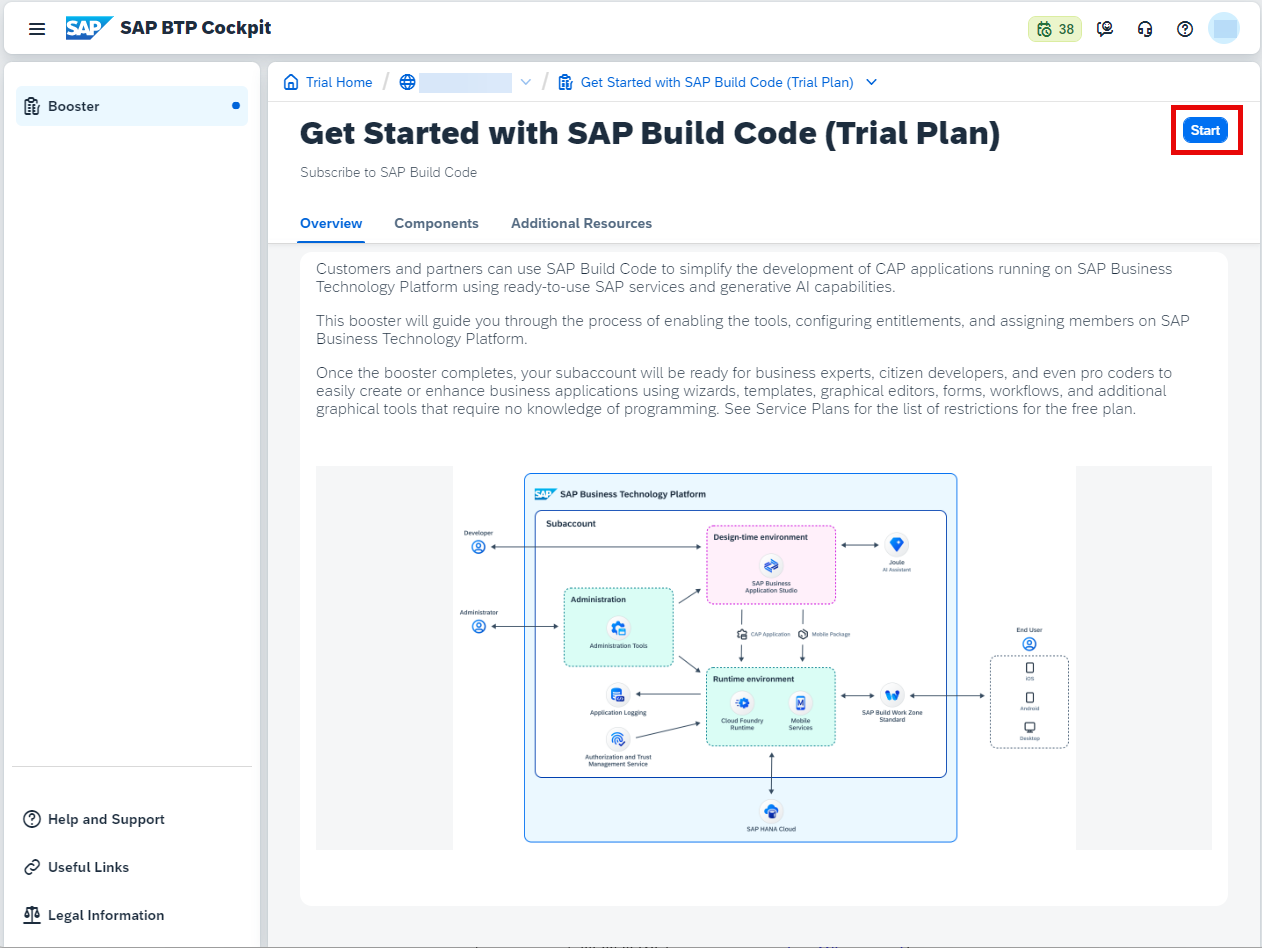 SAP SAP BTP Cockpit
38
Booster
Trial Home / / Get Started with SAP Build Code (Trial Plan)
Get Started with SAP Build Code (Trial Plan)
Start
Subscribe to SAP Build Code
Overview Components Additional Resources
Customers and partners can use SAP Build Code to simplify the development of CAP applications running on SAP Business
Technology Platform using ready-to-use SAP services and generative AI capabilities.
This booster will guide you through the process of enabling the tools, configuring entitlements, and assigning members on SAP
Business Technology Platform.
Once the booster completes, your subaccount will be ready for business experts, citizen developers, and even pro coders to
easily create or enhance business applications using wizards, templates, graphical editors, forms, workflows, and additional
graphical tools that require no knowledge of programming. See Service Plans for the list of restrictions for the free plan.
SAP SAP Business Technology Platform
Subaccount
Developer
Design-time environment
SAP Business
Application Studio
Joule
AI Assistant
Administrator
Administration
Administration Tools
CAP Application
Mobile Package
End User
iOS
Android
Desktop
Runtime environment
Cloud Foundry
Runtime
Mobile
Services
Application Logging
SAP Build Work Zone
Standard
Authorization and Trust
Management Service
SAP HANA Cloud
Help and Support
Useful Links
Legal Information